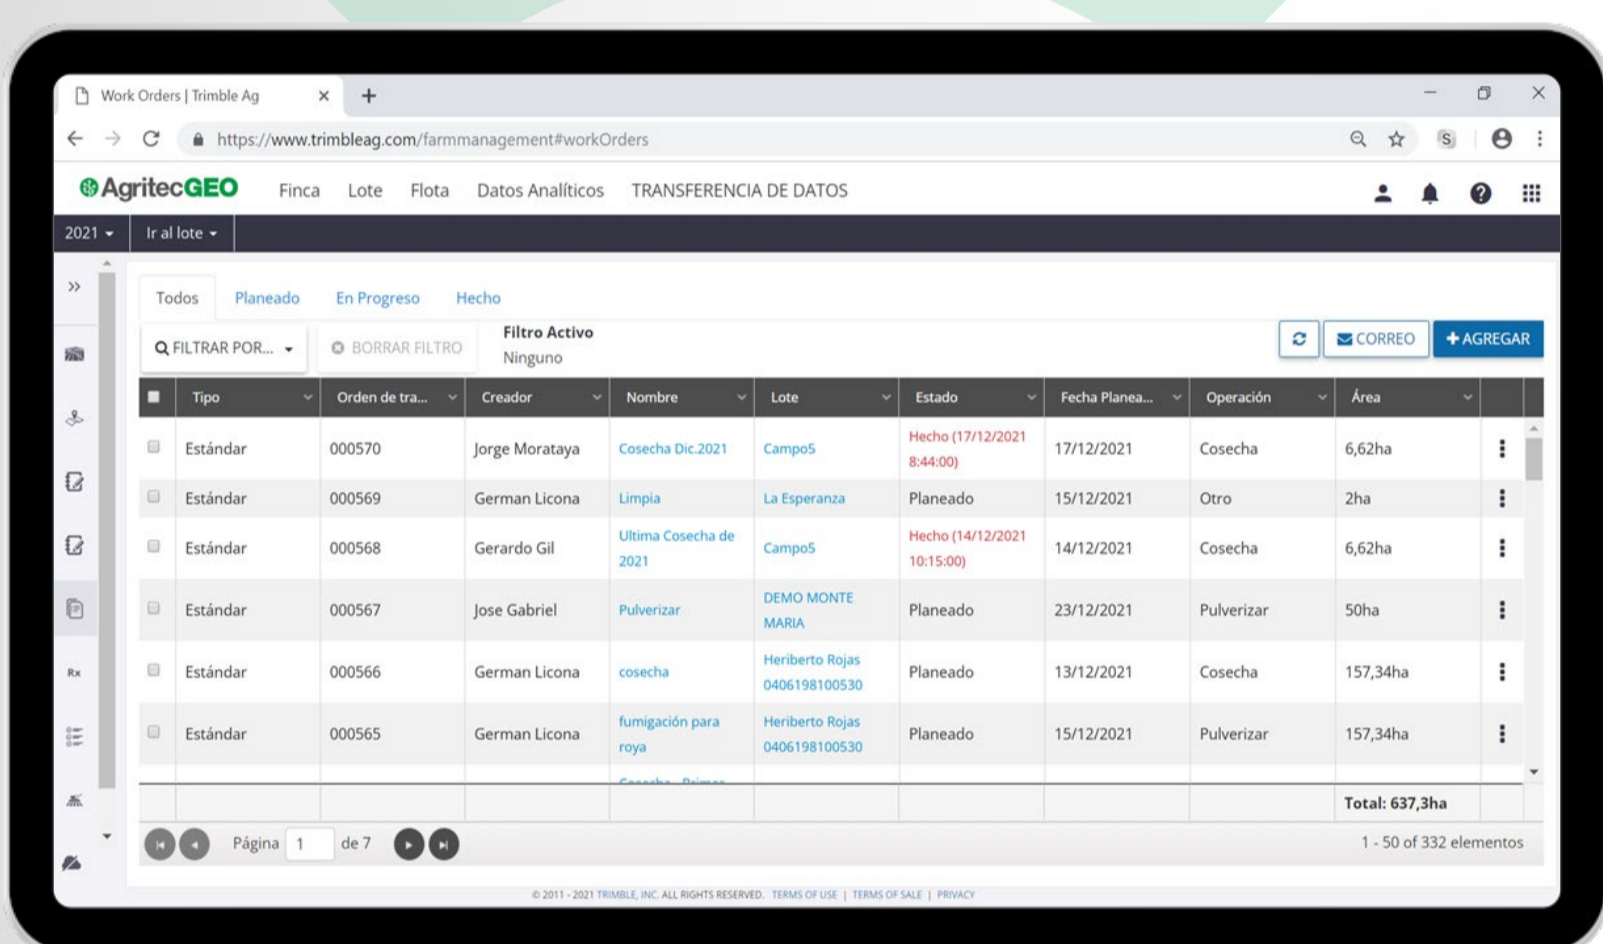 Work Orders | Trimble Ag
https://www.trimbleag.com/farmmanagement#workOrders
S
AgritecGEO Finca Lote Flota Datos Analíticos TRANSFERENCIA DE DATOS
2021 Ir al lote
Todos Planeado En Progreso Hecho
FILTRAR POR... BORRAR FILTRO
Filtro Activo
Ninguno
CORREO +AGREGAR
Tipo Orden de tra... Creador Nombre Lote Estado Fecha Planea... Operación Área
Estándar 000570 Jorge Morataya Cosecha Dic.2021 Campo5 Hecho (17/12/2021
8:44:00) 17/12/2021 Cosecha 6,62ha
Estándar 000569 German Licona Limpia La Esperanza Planeado 15/12/2021 Otro 2ha
Estándar 000568 Gerardo Gil Ultima Cosecha de
2021 Campo5 Hecho (14/12/2021
10:15:00) 14/12/2021 Cosecha 6,62ha
Estándar 000567 Jose Gabriel Pulverizar DEMO MONTE
MARIA Planeado 23/12/2021 Pulverizar 50ha
Rx
Estándar 000566 German Licona cosecha Heriberto Rojas
0406198100530 Planeado 13/12/2021 Cosecha 157,34ha
Estándar 000565 German Licona fumigación para
roya Heriberto Rojas
0406198100530 Planeado 15/12/2021 Pulverizar 157,34ha
Total: 637,3ha
Página 1 de 7
1 - 50 of 332 elementos
© 2011 - 2021 TRIMBLE, INC. ALL RIGHTS RESERVED. TERMS OF USE | TERMS OF SALE | PRIVACY